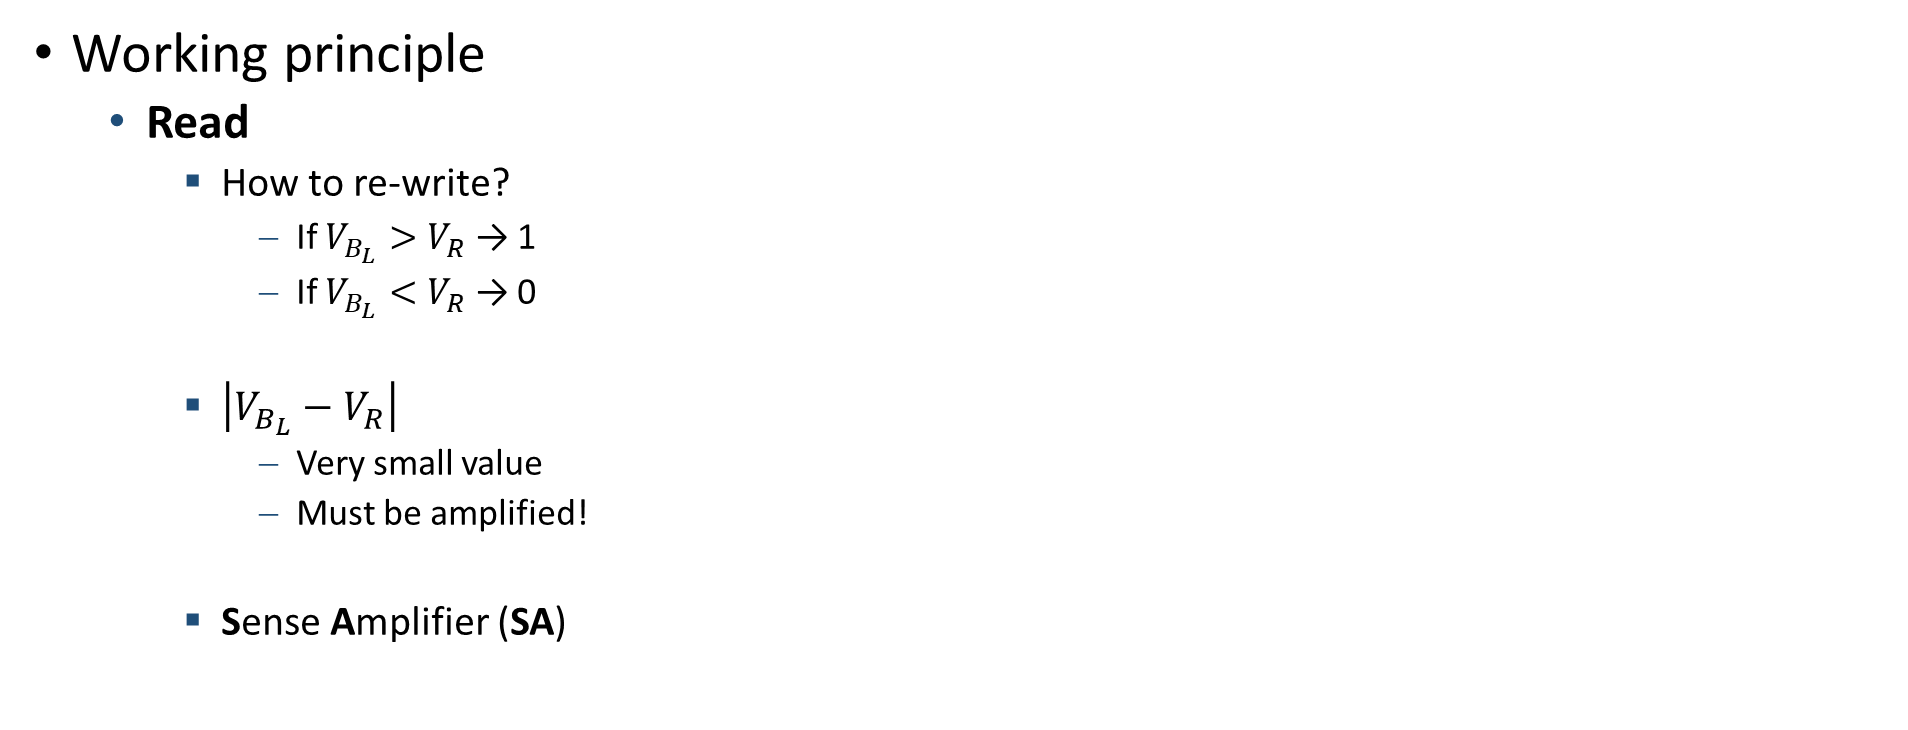 • Working principle
• Read
▪ How to re-write?
– If $V_{B_L} > V_R$ → 1
– If $V_{B_L} < V_R$ → 0
▪ $|V_{B_L} - V_R|$
– Very small value
– Must be amplified!
▪ Sense Amplifier (SA)